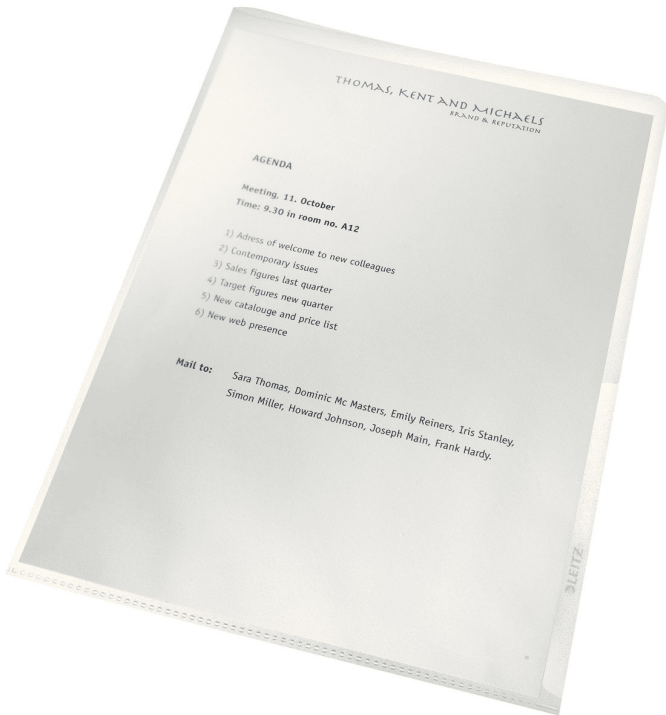 THOMAS, KENT AND MICHAELS
BRAND & REPUTATION
AGENDA
Meeting, 11. October
Time: 9.30 in room no. A12
1) Adress of welcome to new colleagues
2) Contemporary issues
3) Sales figures last quarter
4) Target figures new quarter
5) New catalouge and price list
6) New web presence
Mail to: Sara Thomas, Dominic Mc Masters, Emily Reiners, Iris Stanley,
Simon Miller, Howard Johnson, Joseph Main, Frank Hardy.
LEITZ